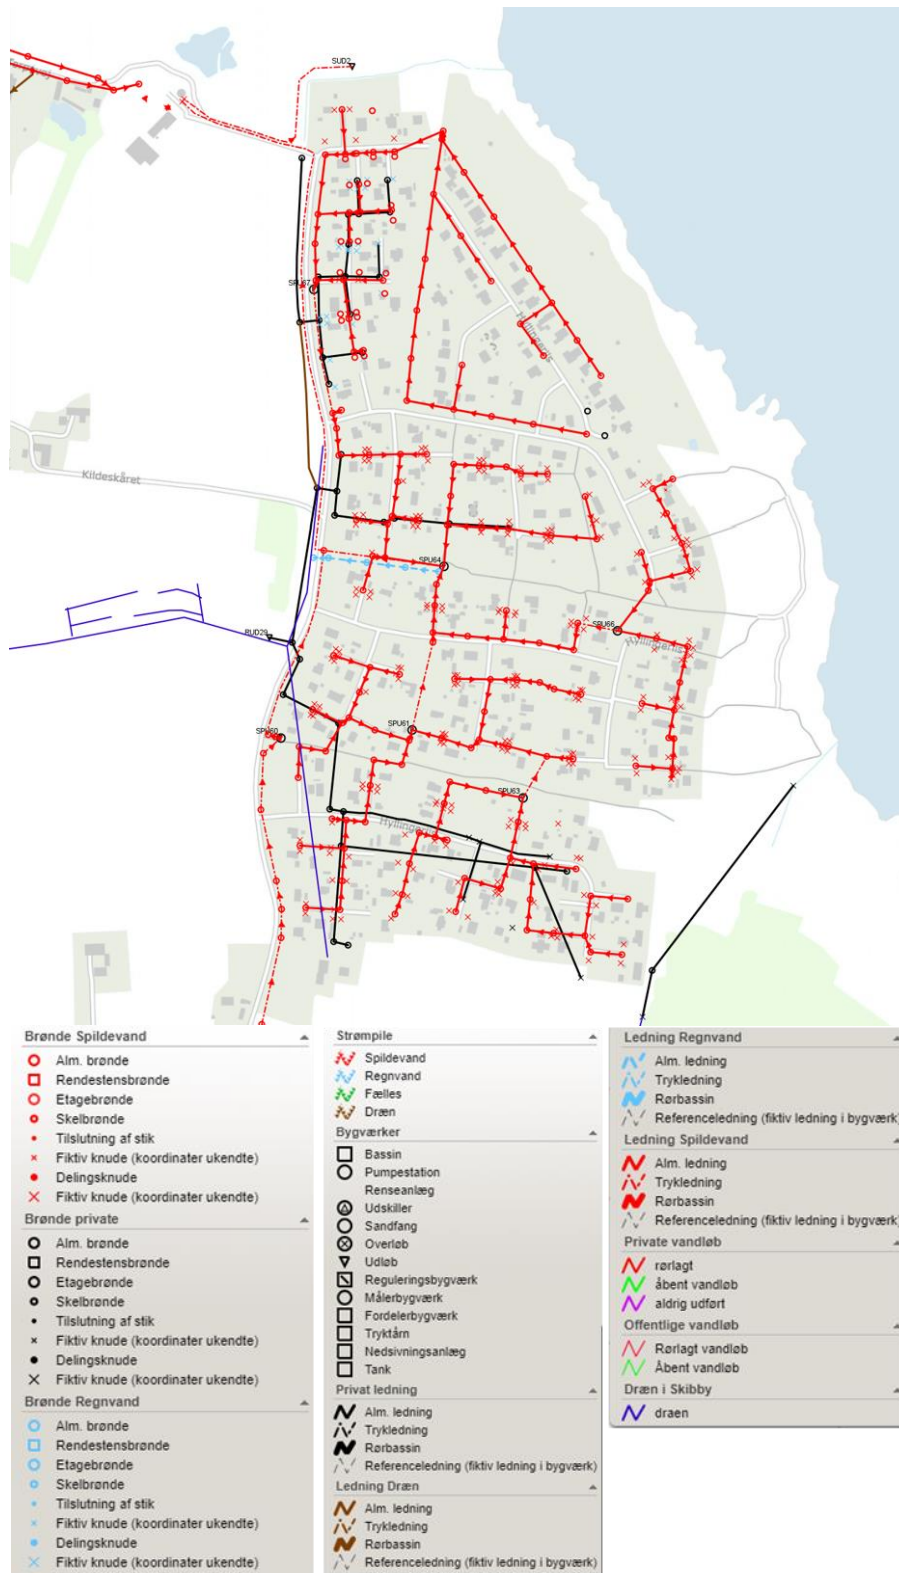 SUD2
Torpevej
SPU67
Hyllingeriis
Kildeskåret
SPU64
RUD29
SPU66
Hyllingeriis
SPU61
SPU60
SPU63
Brønde Spildevand
Alm. brønde
Rendestensbrønde
Etagebrønde
Skelbrønde
Tilslutning af stik
Fiktiv knude (koordinater ukendte)
Delingsknude
Fiktiv knude (koordinater ukendte)
Brønde private
Alm. brønde
Rendestensbrønde
Etagebrønde
Skelbrønde
Tilslutning af stik
Fiktiv knude (koordinater ukendte)
Delingsknude
Fiktiv knude (koordinater ukendte)
Brønde Regnvand
Alm. brønde
Rendestensbrønde
Etagebrønde
Skelbrønde
Tilslutning af stik
Fiktiv knude (koordinater ukendte)
Delingsknude
Fiktiv knude (koordinater ukendte)
Strømpile
Spildevand
Regnvand
Fælles
Dræn
Bygværker
Bassin
Pumpestation
Renseanlæg
Udskiller
Sandfang
Overløb
Udløb
Reguleringsbygværk
Målerbygværk
Fordelerbygværk
Tryktårn
Nedsivningsanlæg
Tank
Privat ledning
Alm. ledning
Trykledning
Rørbassin
Referenceledning (fiktiv ledning i bygværk)
Ledning Dræn
Alm. ledning
Trykledning
Rørbassin
Referenceledning (fiktiv ledning i bygværk)
Ledning Regnvand
Alm. ledning
Trykledning
Rørbassin
Referenceledning (fiktiv ledning i bygværk)
Ledning Spildevand
Alm. ledning
Trykledning
Rørbassin
Referenceledning (fiktiv ledning i bygværk)
Private vandløb
rørlagt
åbent vandløb
aldrig udført
Offentlige vandløb
Rørlagt vandløb
Åbent vandløb
Dræn i Skibby
draen